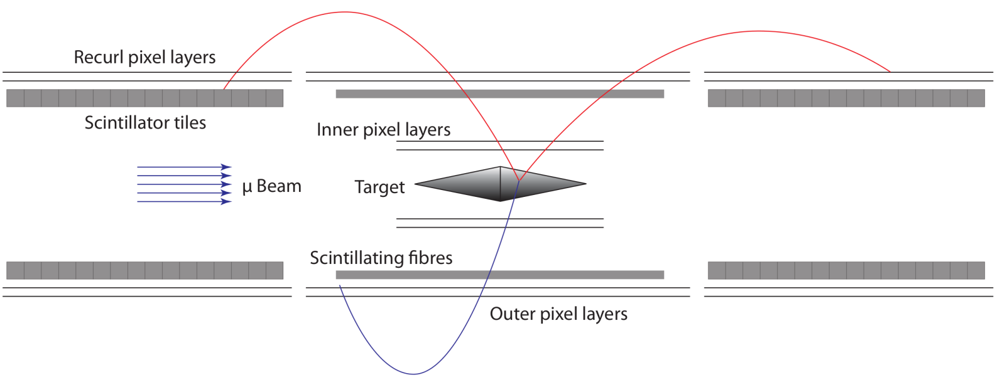 Recurl pixel layers
Scintillator tiles
Inner pixel layers
μ Beam
Target
Scintillating fibres
Outer pixel layers